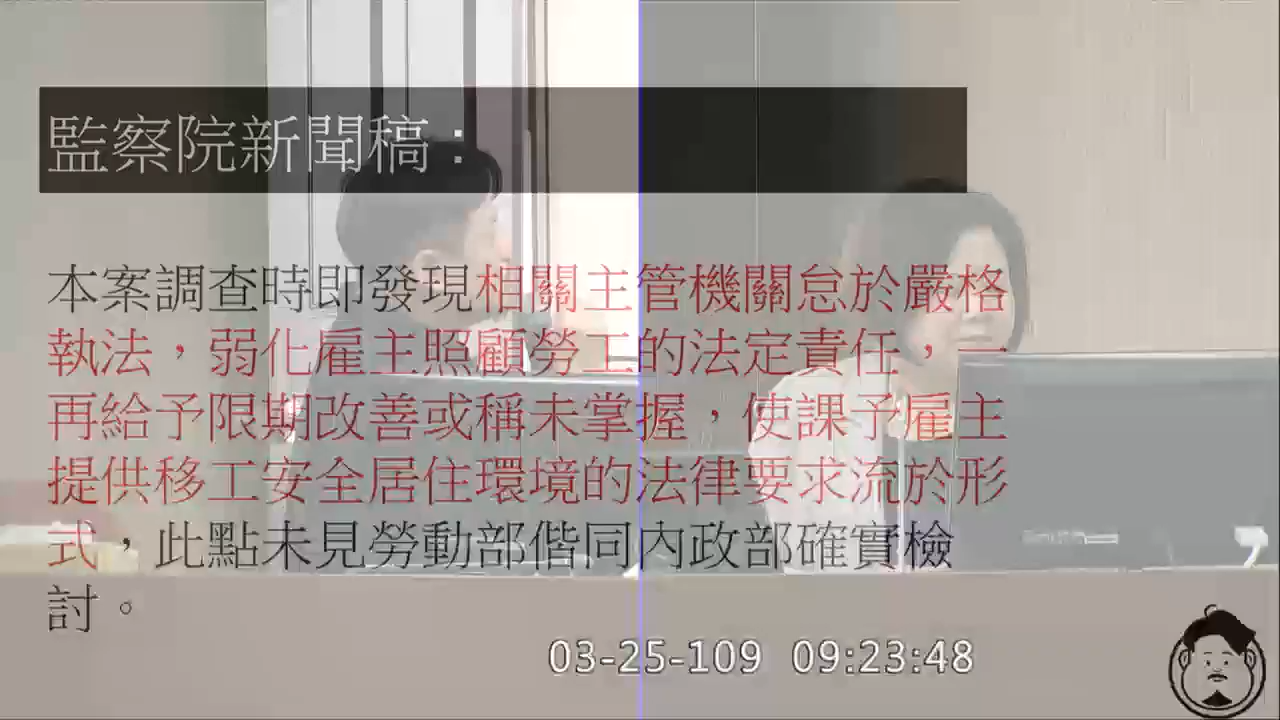 監察院新聞稿：
本案調查時即發現相關主管機關怠於嚴格
執法，弱化雇主照顧勞工的法定責任，一
再給予限期改善或稱未掌握，使課予雇主
提供移工安全居住環境的法律要求流於形
式，此點未見勞動部偕同內政部確實檢
討。
03-25-109 09:23:48